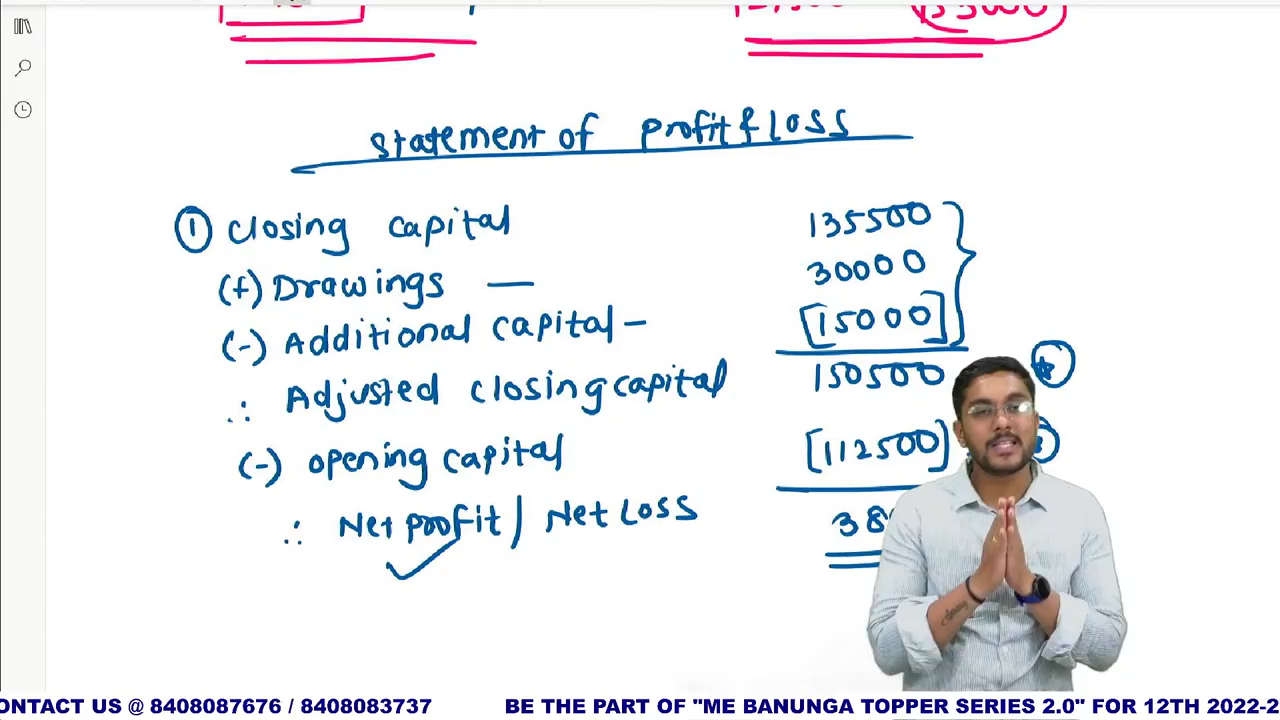 statement of profit & loss
① closing capital 135500
(+) Drawings — 30000
(-) Additional capital – [15000]
∴ Adjusted closing capital 150500
(-) opening capital [112500]
∴ Net profit / Net Loss
ONTACT US @ 8408087676 / 8408083737 BE THE PART OF "ME BANUNGA TOPPER SERIES 2.0" FOR 12TH 2022-2